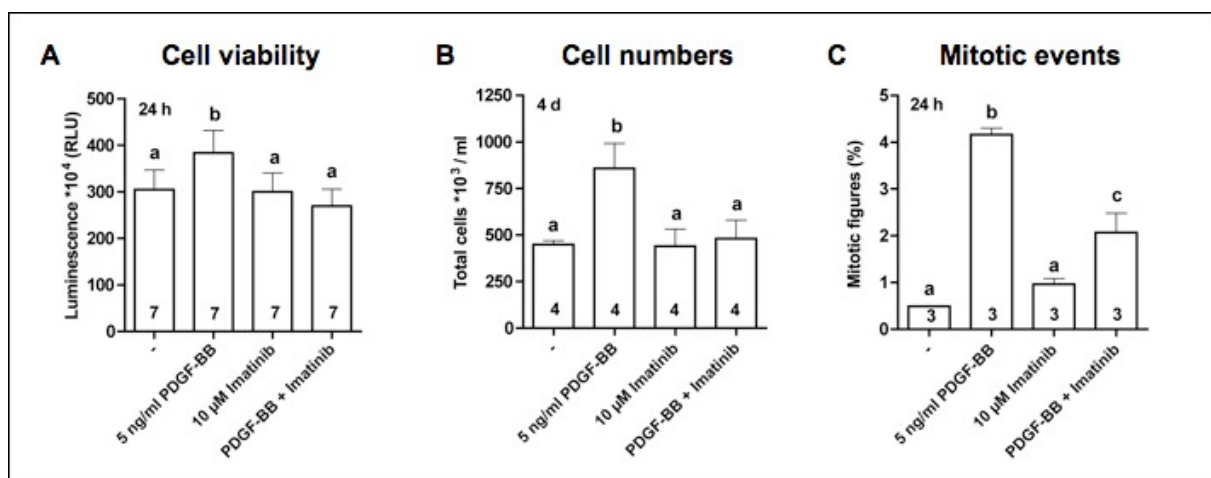 A Cell viability
Luminescence *10⁴ (RLU)
500
400
300
200
100
0
24 h
a
b
a
a
7
7
7
7
-
5 ng/ml PDGF-BB
10 µM Imatinib
PDGF-BB + Imatinib
B Cell numbers
Total cells *10³ / ml
1250
1000
750
500
250
0
4 d
a
b
a
a
4
4
4
4
-
5 ng/ml PDGF-BB
10 µM Imatinib
PDGF-BB + Imatinib
C Mitotic events
Mitotic figures (%)
5
4
3
2
1
0
24 h
a
b
a
c
3
3
3
3
-
5 ng/ml PDGF-BB
10 µM Imatinib
PDGF-BB + Imatinib